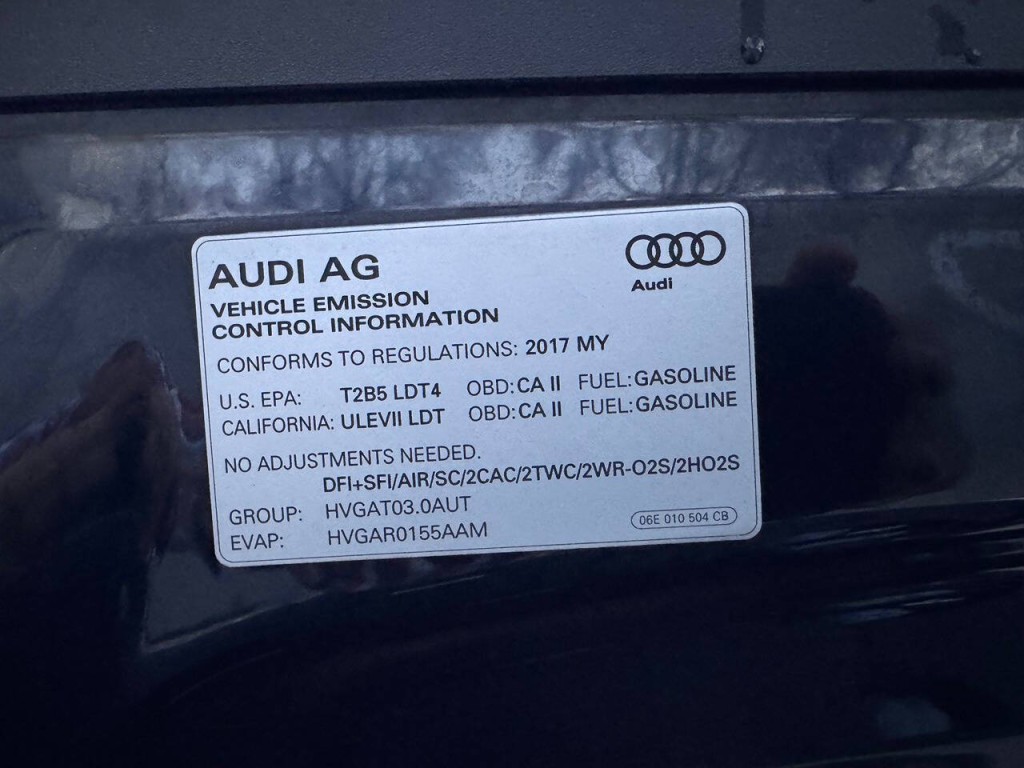 AUDI AG
Audi
VEHICLE EMISSION
CONTROL INFORMATION
CONFORMS TO REGULATIONS: 2017 MY
U.S. EPA: T2B5 LDT4 OBD: CA II FUEL: GASOLINE
CALIFORNIA: ULEVII LDT OBD: CA II FUEL: GASOLINE
NO ADJUSTMENTS NEEDED.
DFI+SFI/AIR/SC/2CAC/2TWC/2WR-O2S/2HO2S
GROUP: HVGAT03.0AUT
EVAP: HVGAR0155AAM
06E 010 504 CB